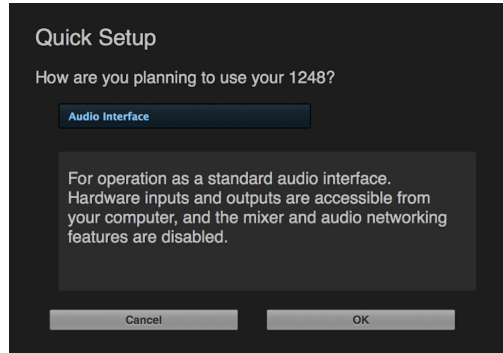 Quick Setup
How are you planning to use your 1248?
Audio Interface
For operation as a standard audio interface.
Hardware inputs and outputs are accessible from
your computer, and the mixer and audio networking
features are disabled.
Cancel
OK